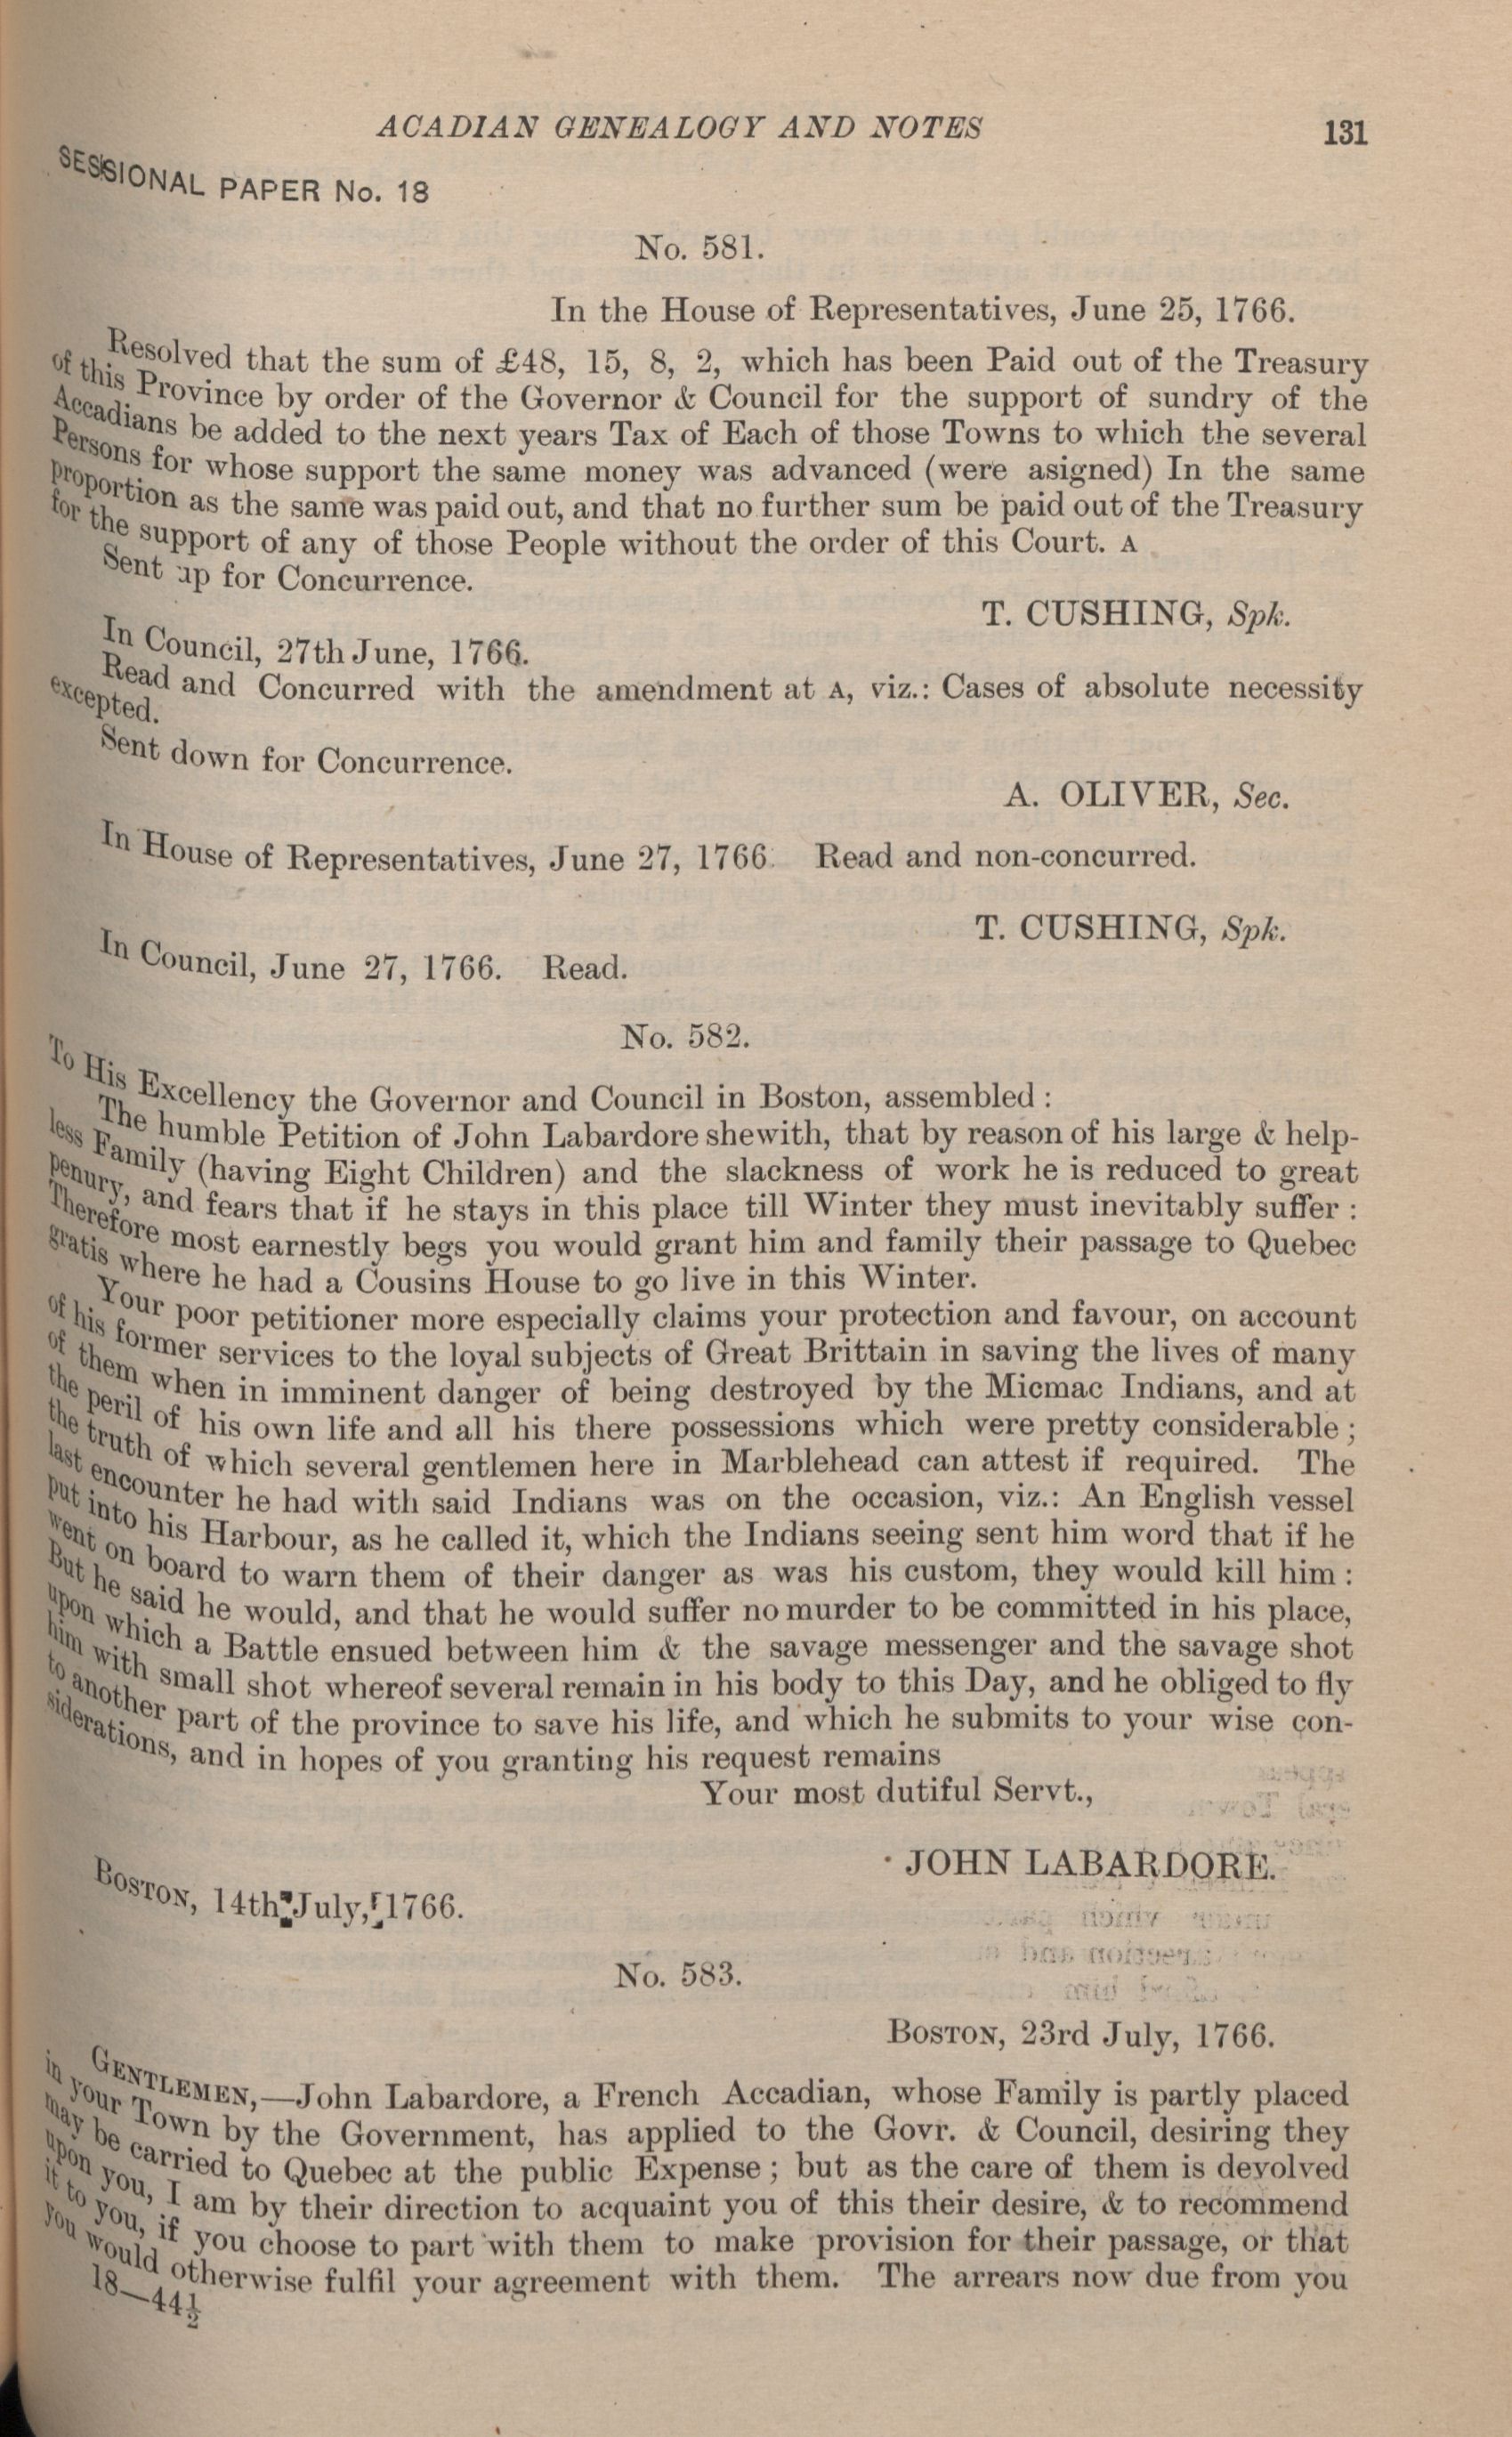 ACADIAN GENEALOGY AND NOTES 131
SESSIONAL PAPER No. 18
No. 581.
In the House of Representatives, June 25, 1766.
Resolved that the sum of £48, 15, 8, 2, which has been Paid out of the Treasury
of this Province by order of the Governor & Council for the support of sundry of the
Accadians be added to the next years Tax of Each of those Towns to which the several
Persons for whose support the same money was advanced (were asigned) In the same
proportion as the same was paid out, and that no further sum be paid out of the Treasury
for the support of any of those People without the order of this Court. A
Sent up for Concurrence.
T. CUSHING, Spk.
In Council, 27th June, 1766.
Read and Concurred with the amendment at A, viz.: Cases of absolute necessity
excepted.
Sent down for Concurrence.
A. OLIVER, Sec.
In House of Representatives, June 27, 1766. Read and non-concurred.
T. CUSHING, Spk.
In Council, June 27, 1766. Read.
No. 582.
To His Excellency the Governor and Council in Boston, assembled :
The humble Petition of John Labardore shewith, that by reason of his large & help-
less Family (having Eight Children) and the slackness of work he is reduced to great
penury, and fears that if he stays in this place till Winter they must inevitably suffer :
Therefore most earnestly begs you would grant him and family their passage to Quebec
gratis where he had a Cousins House to go live in this Winter.
Your poor petitioner more especially claims your protection and favour, on account
of his former services to the loyal subjects of Great Brittain in saving the lives of many
of them when in imminent danger of being destroyed by the Micmac Indians, and at
the peril of his own life and all his there possessions which were pretty considerable ;
the truth of which several gentlemen here in Marblehead can attest if required. The
last encounter he had with said Indians was on the occasion, viz.: An English vessel
put into his Harbour, as he called it, which the Indians seeing sent him word that if he
went on board to warn them of their danger as was his custom, they would kill him :
But he said he would, and that he would suffer no murder to be committed in his place,
upon which a Battle ensued between him & the savage messenger and the savage shot
him with small shot whereof several remain in his body to this Day, and he obliged to fly
to another part of the province to save his life, and which he submits to your wise con-
siderations, and in hopes of you granting his request remains
Your most dutiful Servt.,
JOHN LABARDORE.
BOSTON, 14th July, 1766.
No. 583.
BOSTON, 23rd July, 1766.
GENTLEMEN,—John Labardore, a French Accadian, whose Family is partly placed
in your Town by the Government, has applied to the Govr. & Council, desiring they
may be carried to Quebec at the public Expense ; but as the care of them is devolved
upon you, I am by their direction to acquaint you of this their desire, & to recommend
it to you, if you choose to part with them to make provision for their passage, or that
you would otherwise fulfil your agreement with them. The arrears now due from you
18—44½